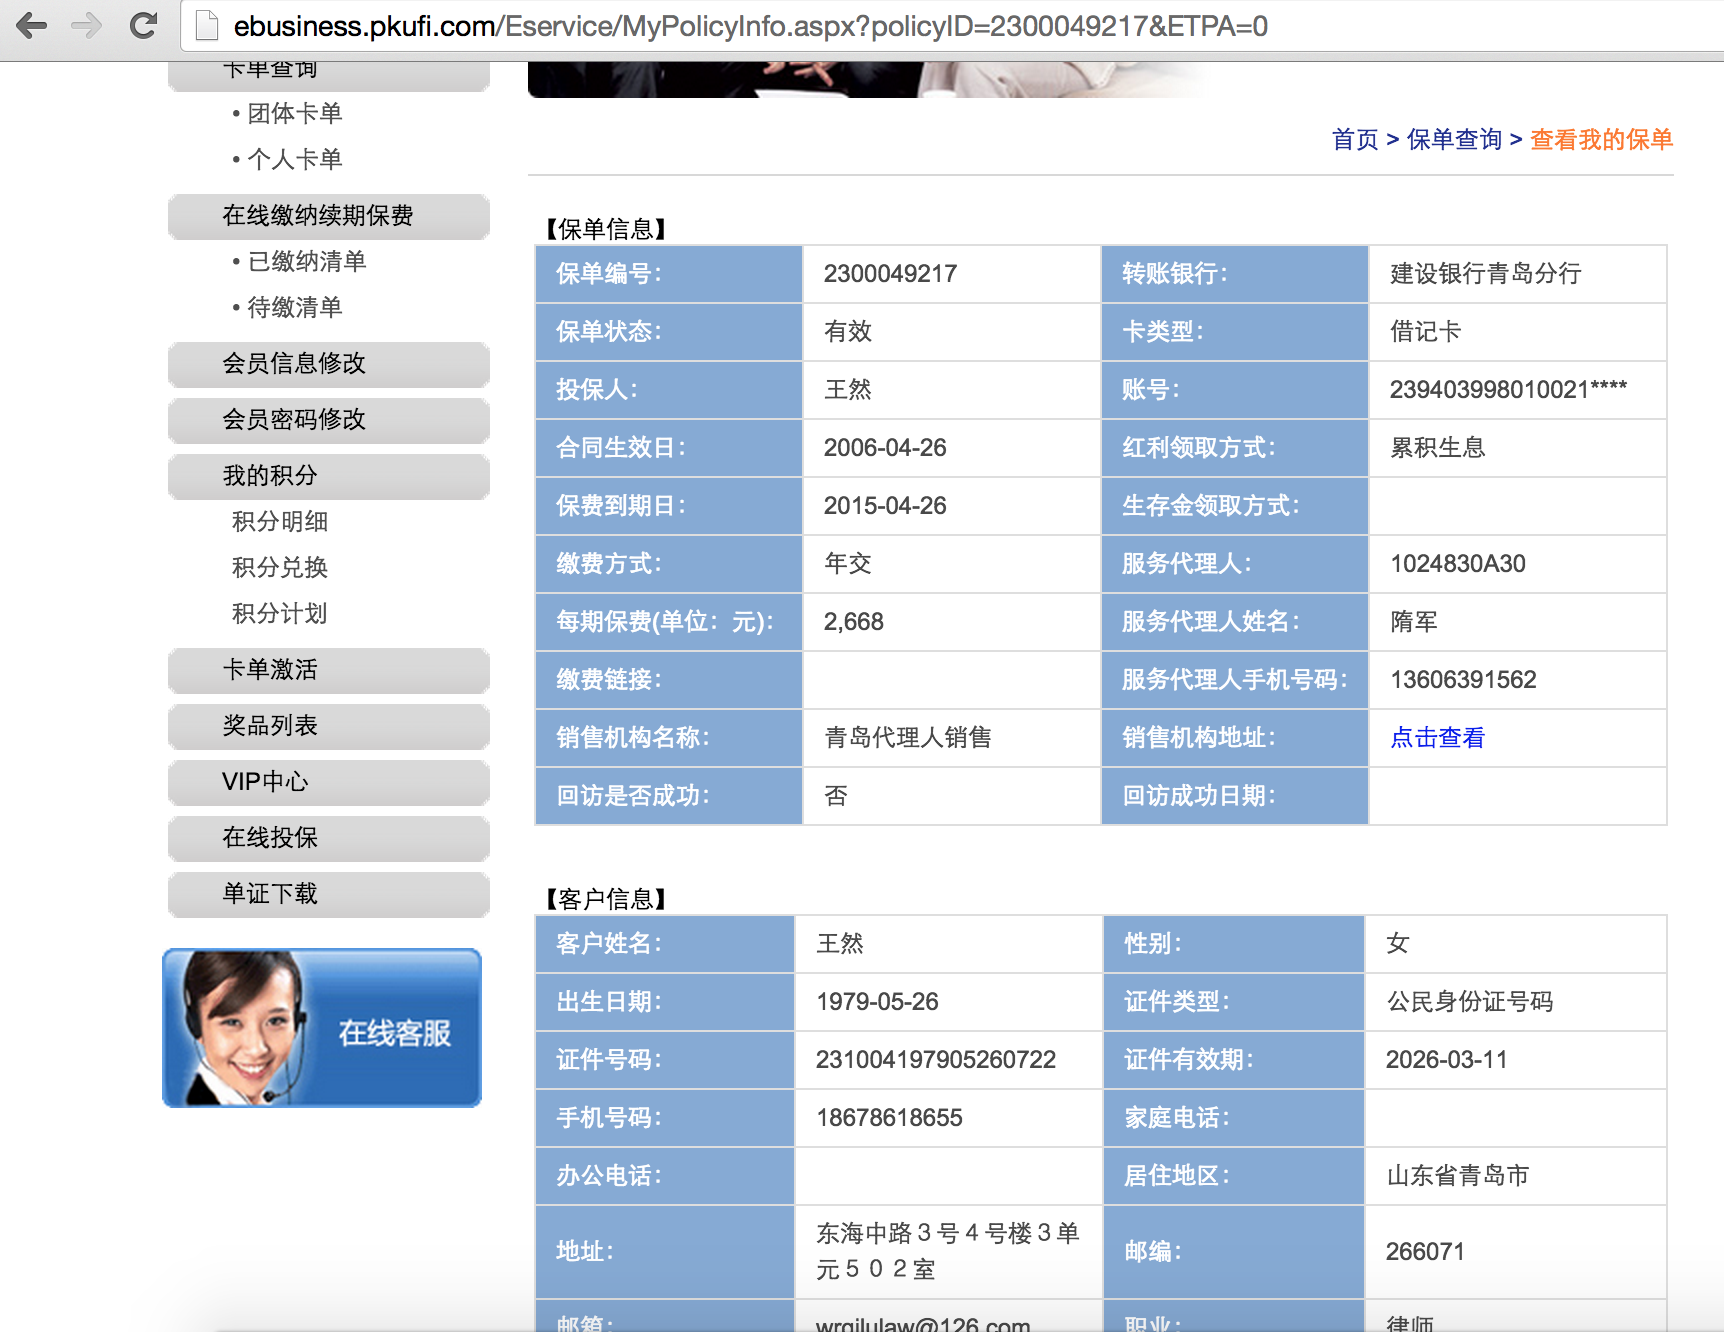 ebusiness.pkufi.com/Eservice/MyPolicyInfo.aspx?policyID=2300049217&ETPA=0
卡单查询
• 团体卡单
• 个人卡单
在线缴纳续期保费
• 已缴纳清单
• 待缴清单
会员信息修改
会员密码修改
我的积分
积分明细
积分兑换
积分计划
卡单激活
奖品列表
VIP中心
在线投保
单证下载
在线客服
首页 > 保单查询 > 查看我的保单
【保单信息】
保单编号： 2300049217 转账银行： 建设银行青岛分行
保单状态： 有效 卡类型： 借记卡
投保人： 王然 账号： 239403998010021****
合同生效日： 2006-04-26 红利领取方式： 累积生息
保费到期日： 2015-04-26 生存金领取方式：
缴费方式： 年交 服务代理人： 1024830A30
每期保费(单位：元)： 2,668 服务代理人姓名： 隋军
缴费链接： 服务代理人手机号码： 13606391562
销售机构名称： 青岛代理人销售 销售机构地址： 点击查看
回访是否成功： 否 回访成功日期：
【客户信息】
客户姓名： 王然 性别： 女
出生日期： 1979-05-26 证件类型： 公民身份证号码
证件号码： 231004197905260722 证件有效期： 2026-03-11
手机号码： 18678618655 家庭电话：
办公电话： 居住地区： 山东省青岛市
地址： 东海中路３号４号楼３单
元５０２室 邮编： 266071
邮箱： wrqilulaw@126.com 职业： 律师